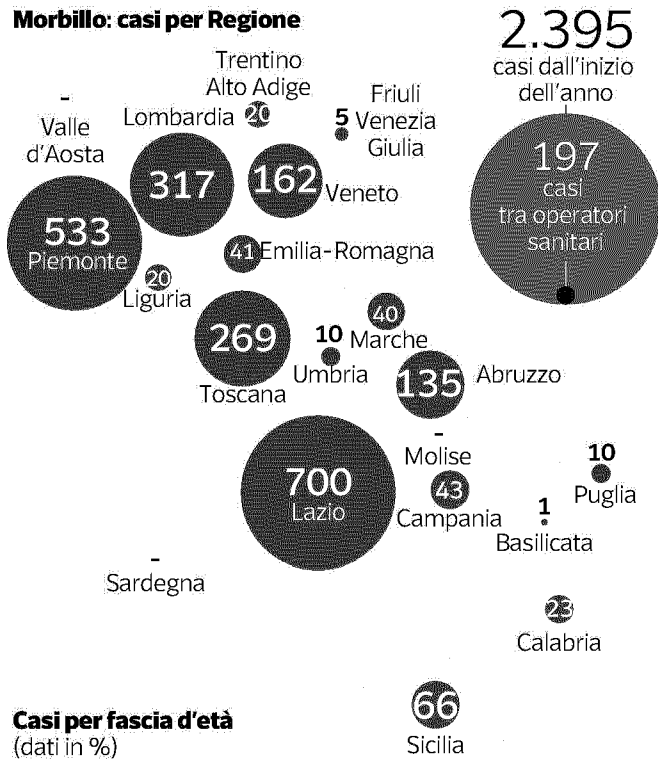 Morbillo: casi per Regione
2.395
casi dall'inizio
dell'anno
197
casi
tra operatori
sanitari
-
Valle
d'Aosta
Lombardia
317
Trentino
Alto Adige
20
5
Friuli
Venezia
Giulia
162
Veneto
533
Piemonte
41
Emilia-Romagna
20
Liguria
269
Toscana
10
Umbria
40
Marche
135
Abruzzo
-
Molise
700
Lazio
43
Campania
10
Puglia
1
Basilicata
-
Sardegna
23
Calabria
66
Sicilia
Casi per fascia d'età
(dati in %)